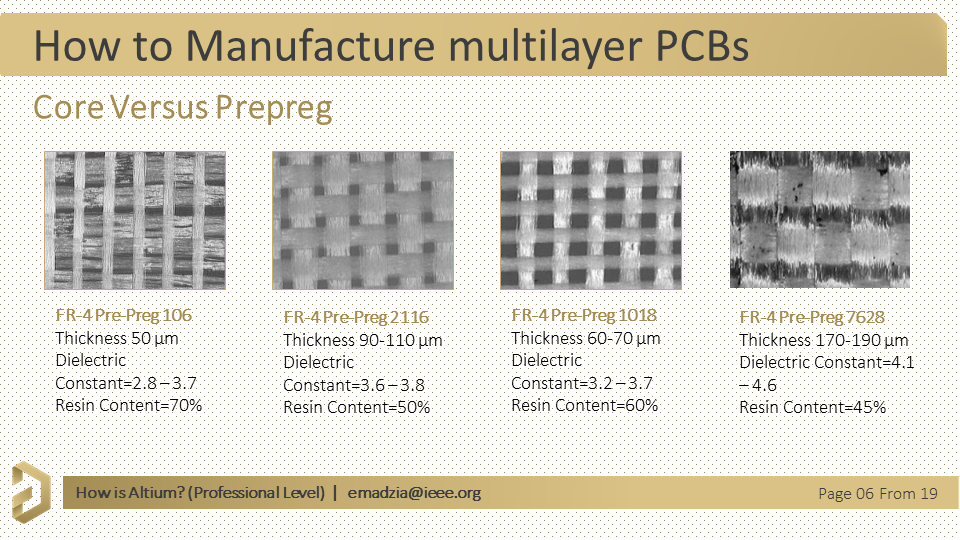 How to Manufacture multilayer PCBs
Core Versus Prepreg
FR-4 Pre-Preg 106
Thickness 50 µm
Dielectric
Constant=2.8 – 3.7
Resin Content=70%
FR-4 Pre-Preg 2116
Thickness 90-110 µm
Dielectric
Constant=3.6 – 3.8
Resin Content=50%
FR-4 Pre-Preg 1018
Thickness 60-70 µm
Dielectric
Constant=3.2 – 3.7
Resin Content=60%
FR-4 Pre-Preg 7628
Thickness 170-190 µm
Dielectric Constant=4.1
– 4.6
Resin Content=45%
How is Altium? (Professional Level) | emadzia@ieee.org
Page 06 From 19